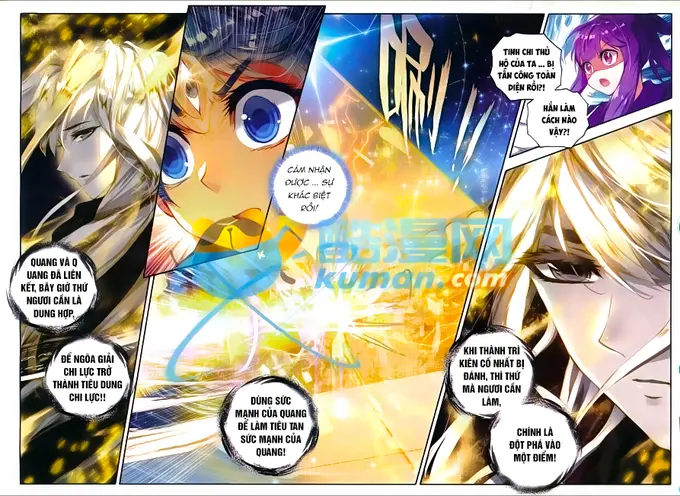 TINH CHI THỦ
HỘ CỦA TA ... BỊ
TẤN CÔNG TOÀN
DIỆN RỒI?!
HẮN LÀM
CÁCH NÀO
VẬY?!
CẢM NHẬN
ĐƯỢC ... SỰ
KHÁC BIỆT
RỒI!
QUANG VÀ Q
UANG ĐÃ LIÊN
KẾT, BÂY GIỜ THỨ
NGƯƠI CẦN LÀ
DUNG HỢP,
ĐỂ NGÕA GIẢI
CHI LỰC TRỞ
THÀNH TIÊU DUNG
CHI LỰC!!
DÙNG SỨC
MẠNH CỦA QUANG
ĐỂ LÀM TIÊU TAN
SỨC MẠNH CỦA
QUANG!
KHI THÀNH TRÌ
KIÊN CỐ NHẤT BỊ
ĐÁNH, THÌ THỨ
MÀ NGƯƠI CẦN
LÀM,
CHÍNH LÀ
ĐỘT PHÁ VÀO
MỘT ĐIỂM!
酷漫网
kuman.com